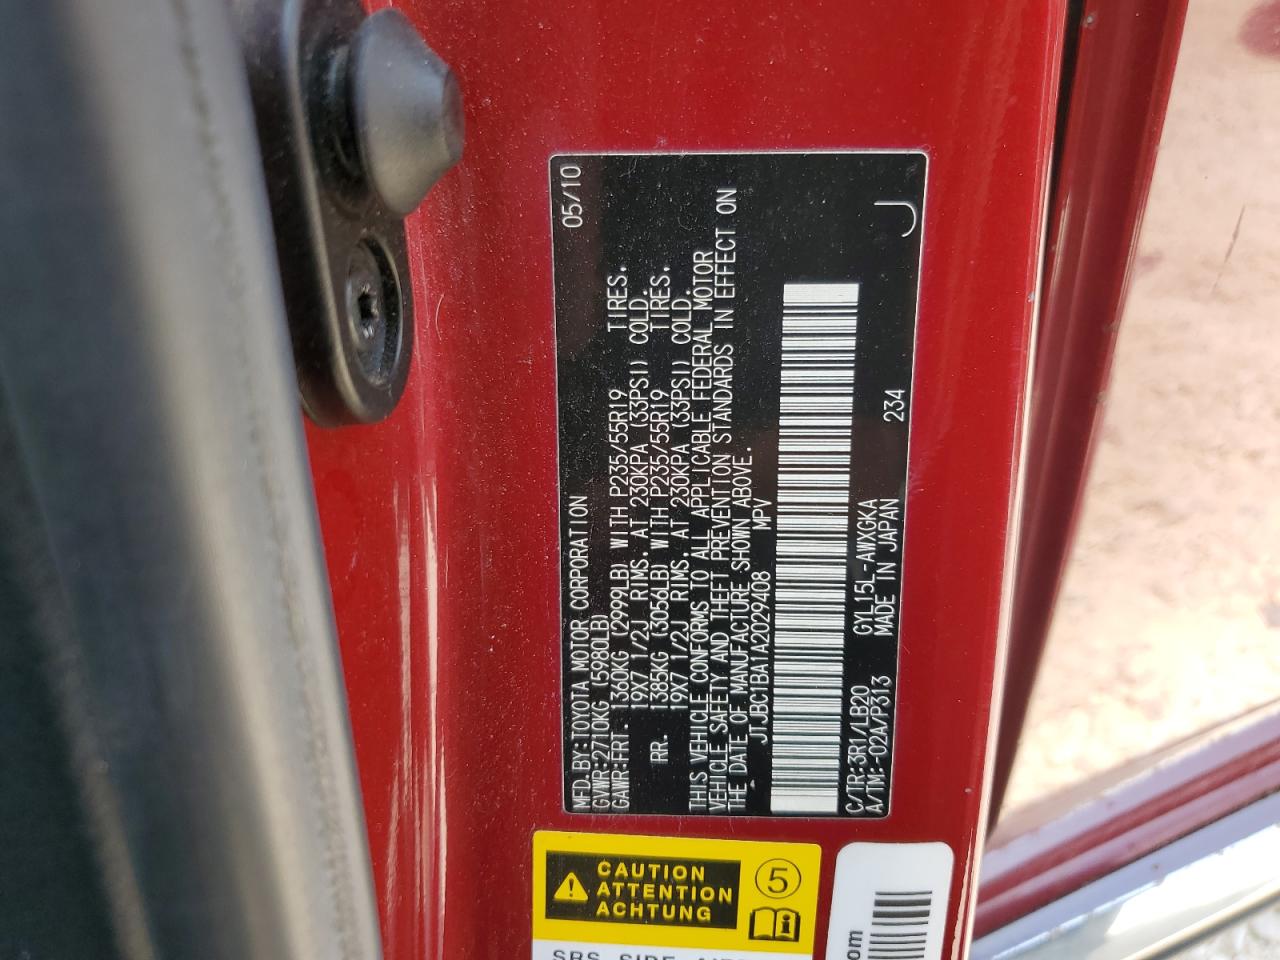 MFD.BY:TOYOTA MOTOR CORPORATION 05/10
GVWR:2710KG (5980LB)
GAWR:FRT. 1360KG (2999LB) WITH P235/55R19 TIRES.
19X7 1/2J RIMS. AT 230KPA (33PSI) COLD.
RR. 1385KG (3056LB) WITH P235/55R19 TIRES.
19X7 1/2J RIMS. AT 230KPA (33PSI) COLD.
THIS VEHICLE CONFORMS TO ALL APPLICABLE FEDERAL MOTOR
VEHICLE SAFETY AND THEFT PREVENTION STANDARDS IN EFFECT ON
THE DATE OF MANUFACTURE SHOWN ABOVE.
JTJBC1BA1A2029408 MPV
C/TR:3R1/LB20 GYL15L-AWXGKA
A/TM:-02A/P313 MADE IN JAPAN 234 J
CAUTION
ATTENTION
ACHTUNG
5
SRS SIDE
.com